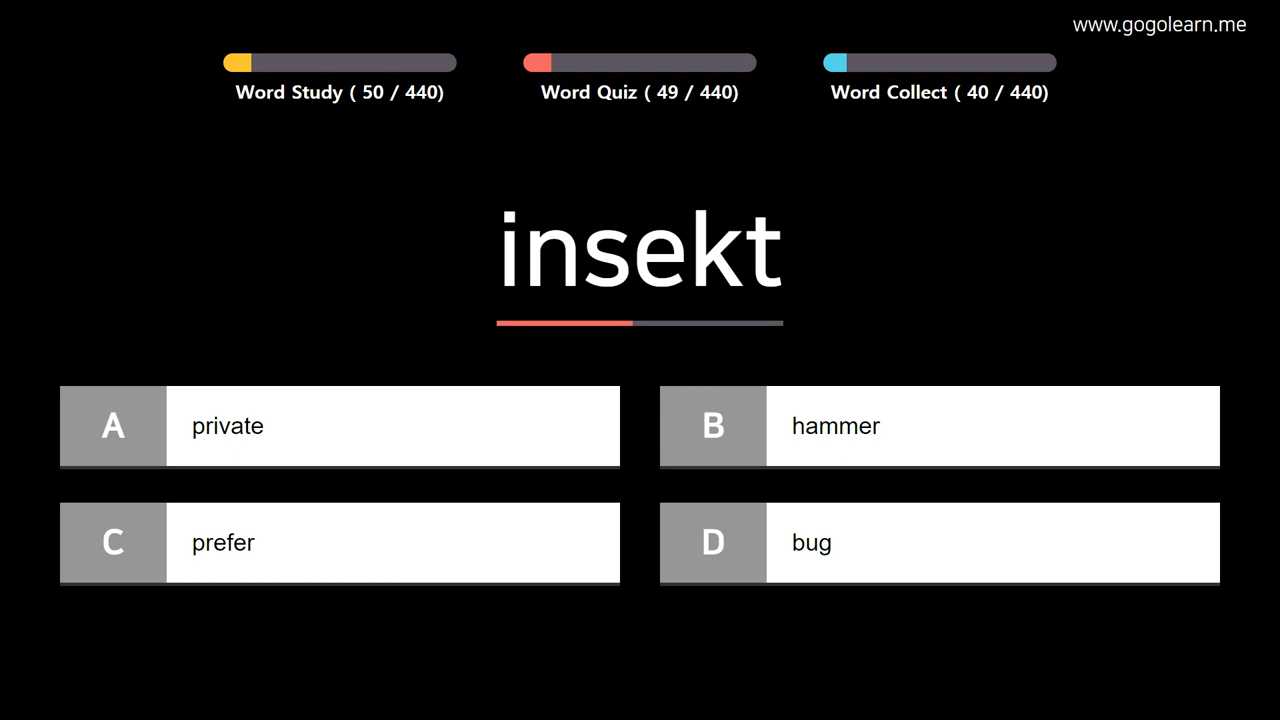 www.gogolearn.me
Word Study ( 50 / 440)
Word Quiz ( 49 / 440)
Word Collect ( 40 / 440)
insekt
A private
B hammer
C prefer
D bug